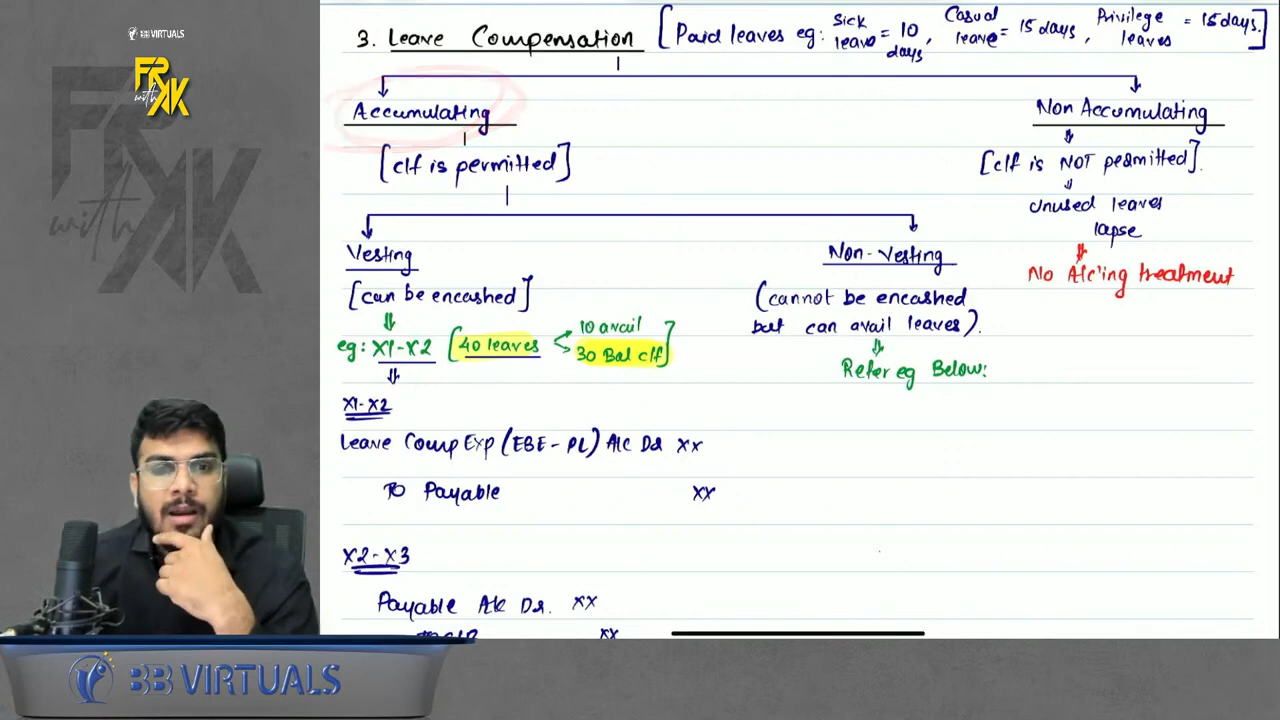 BB VIRTUALS
FR
with
AK
3. Leave Compensation [Paid leaves eg: Sick leave = 10 days, Casual leave = 15 days, Privilege leaves = 15 days.]
Accumulating
Non Accumulating
[c/f is permitted]
[c/f is NOT permitted].
unused leaves
lapse
No A/c'ing treatment
Vesting
Non-Vesting
[can be encashed]
(cannot be encashed
but can avail leaves).
eg: X1-X2 [40 leaves
10 avail
30 Bal c/f]
Refer eg Below:
X1-X2
Leave Comp Exp (EBE-PL) A/c Dr xx
To Payable xx
X2-X3
Payable A/c Dr. xx
xx
FR
with
AK
BB VIRTUALS